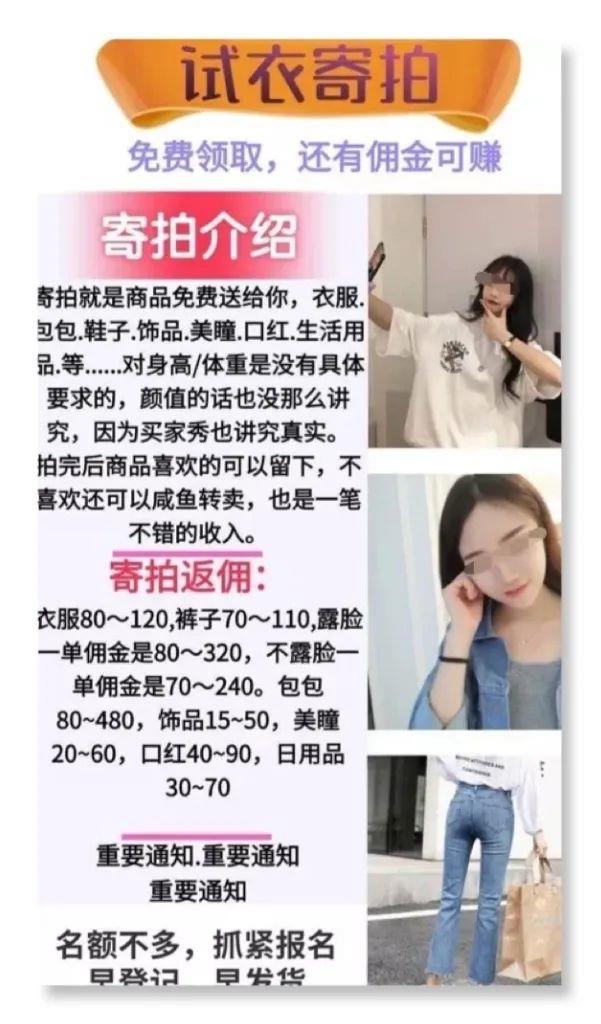 试衣寄拍
免费领取，还有佣金可赚
寄拍介绍
寄拍就是商品免费送给你，衣服.
包包.鞋子.饰品.美瞳.口红.生活用
品.等......对身高/体重是没有具体
要求的，颜值的话也没那么讲
究，因为买家秀也讲究真实。
拍完后商品喜欢的可以留下，不
喜欢还可以咸鱼转卖，也是一笔
不错的收入。
寄拍返佣：
衣服80～120,裤子70～110,露脸
一单佣金是80～320，不露脸一
单佣金是70～240。包包
80~480，饰品15~50，美瞳
20~60，口红40~90，日用品
30~70
重要通知.重要通知
重要通知
名额不多，抓紧报名
早登记，早发货